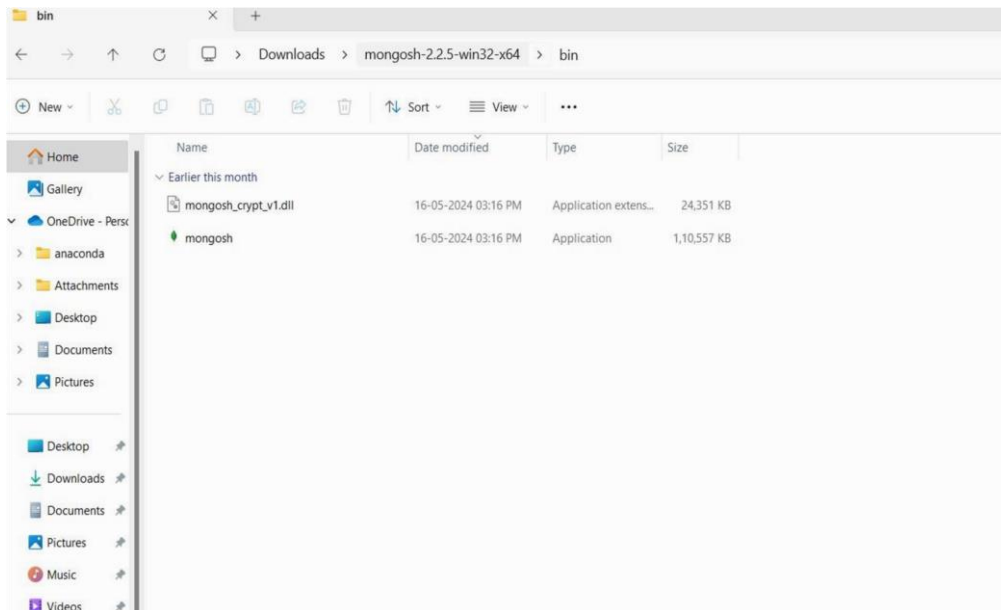 bin
Downloads > mongosh-2.2.5-win32-x64 > bin
New Sort View
Name Date modified Type Size
Home
Gallery
OneDrive - Perso
anaconda
Attachments
Desktop
Documents
Pictures
Desktop
Downloads
Documents
Pictures
Music
Videos
Earlier this month
mongosh_crypt_v1.dll 16-05-2024 03:16 PM Application extens... 24,351 KB
mongosh 16-05-2024 03:16 PM Application 1,10,557 KB